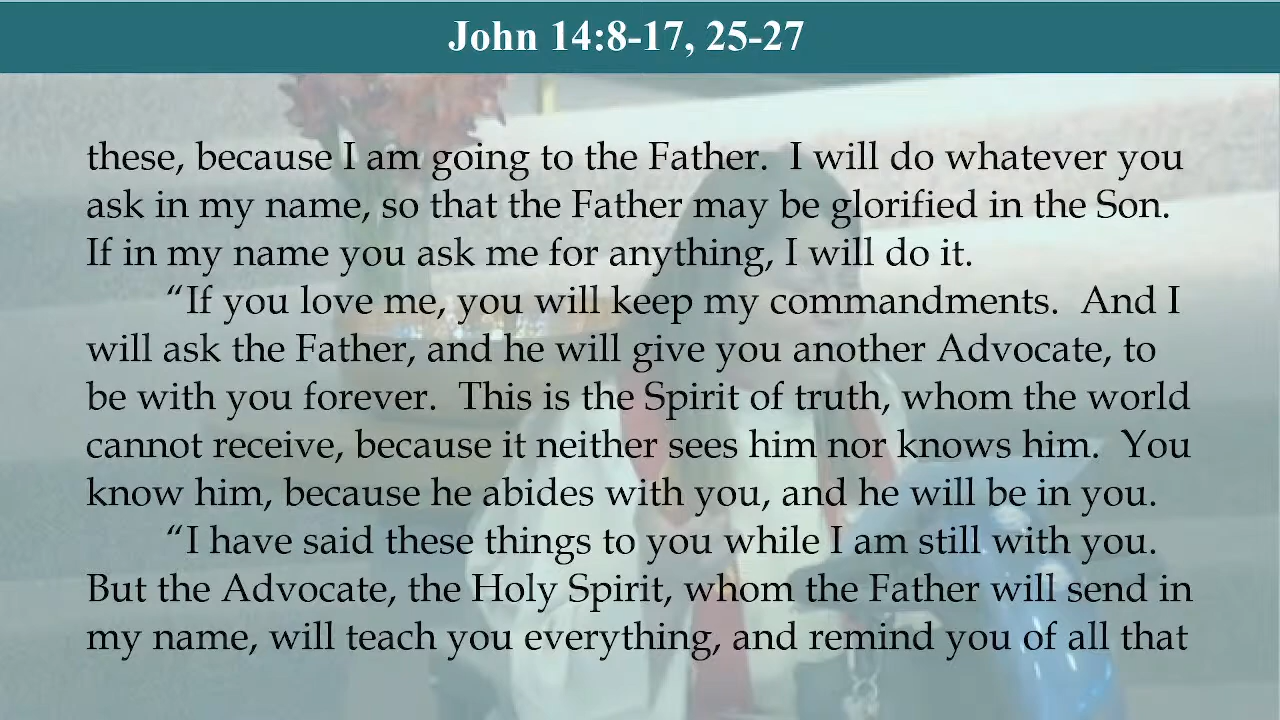 John 14:8-17, 25-27
these, because I am going to the Father.  I will do whatever you
ask in my name, so that the Father may be glorified in the Son.
If in my name you ask me for anything, I will do it.
“If you love me, you will keep my commandments.  And I
will ask the Father, and he will give you another Advocate, to
be with you forever.  This is the Spirit of truth, whom the world
cannot receive, because it neither sees him nor knows him.  You
know him, because he abides with you, and he will be in you.
“I have said these things to you while I am still with you.
But the Advocate, the Holy Spirit, whom the Father will send in
my name, will teach you everything, and remind you of all that